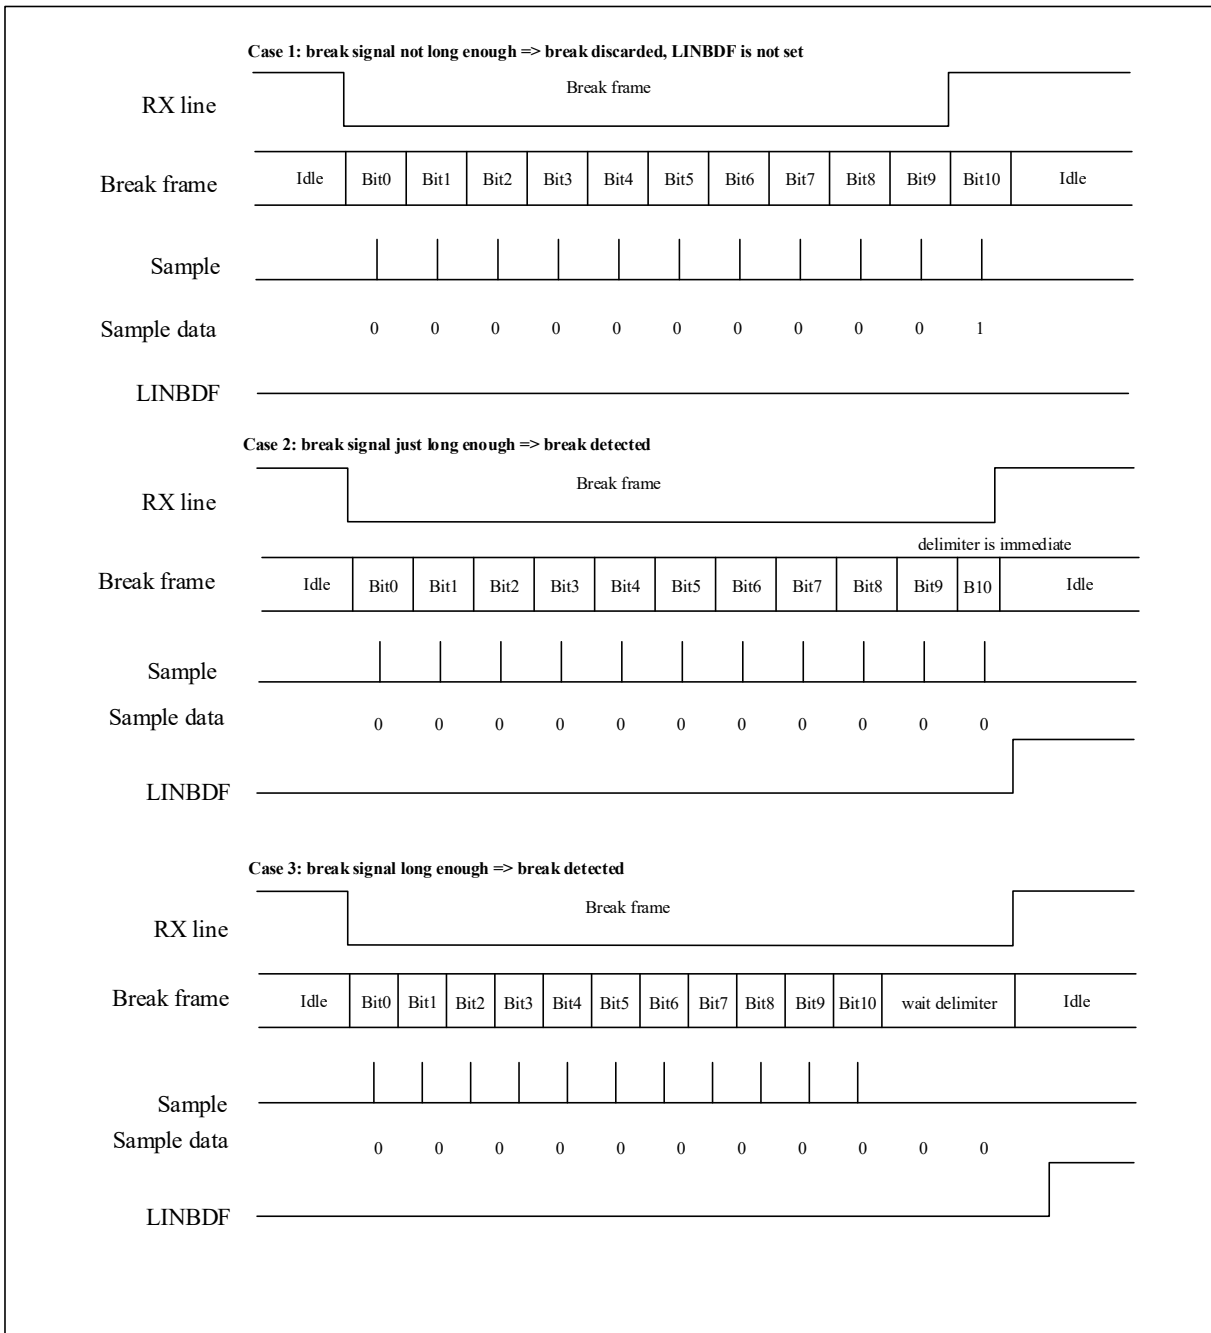 Case 1: break signal not long enough => break discarded, LINBDF is not set
RX line
Break frame
Break frame
Idle Bit0 Bit1 Bit2 Bit3 Bit4 Bit5 Bit6 Bit7 Bit8 Bit9 Bit10 Idle
Sample
Sample data
0 0 0 0 0 0 0 0 0 0 1
LINBDF
Case 2: break signal just long enough => break detected
RX line
Break frame
delimiter is immediate
Break frame
Idle Bit0 Bit1 Bit2 Bit3 Bit4 Bit5 Bit6 Bit7 Bit8 Bit9 B10 Idle
Sample
Sample data
0 0 0 0 0 0 0 0 0 0 0
LINBDF
Case 3: break signal long enough => break detected
RX line
Break frame
Break frame
Idle Bit0 Bit1 Bit2 Bit3 Bit4 Bit5 Bit6 Bit7 Bit8 Bit9 Bit10 wait delimiter Idle
Sample
Sample data
0 0 0 0 0 0 0 0 0 0 0
LINBDF